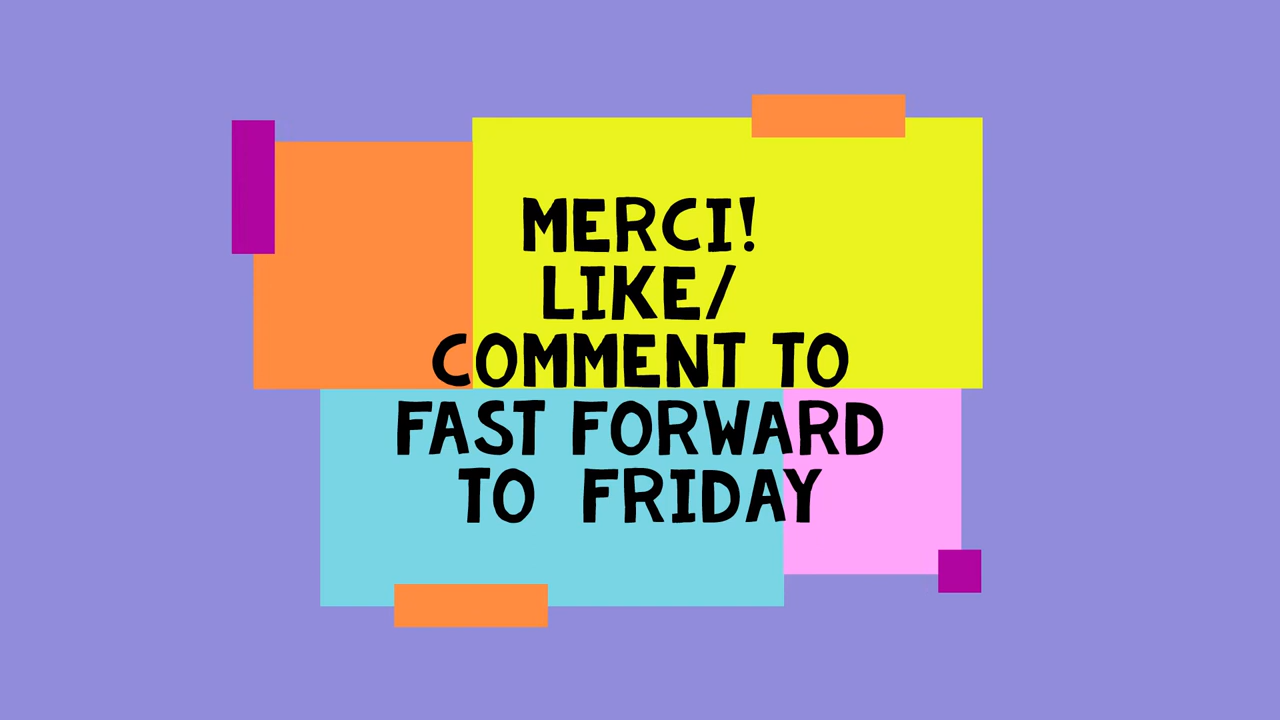 MERCI!
LIKE/
COMMENT TO
FAST FORWARD
TO FRIDAY